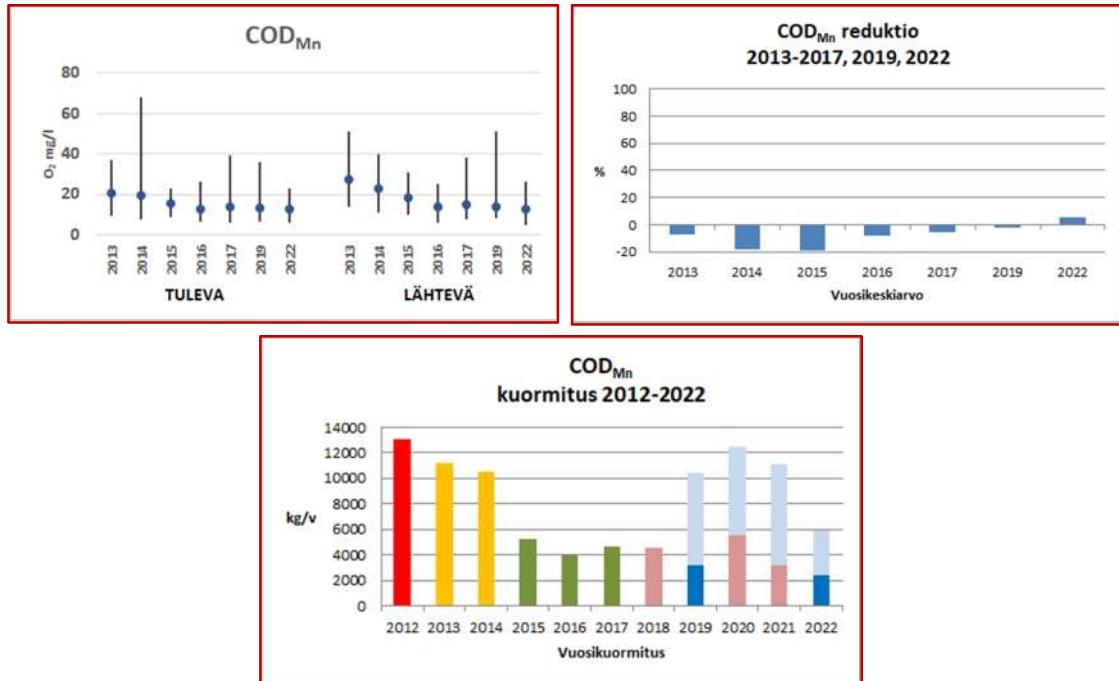 CODMn
O2 mg/l
80
60
40
20
0
2013
2014
2015
2016
2017
2019
2022
2013
2014
2015
2016
2017
2019
2022
TULEVA
LÄHTEVÄ
CODMn reduktio
2013-2017, 2019, 2022
%
100
80
60
40
20
0
-20
2013 2014 2015 2016 2017 2019 2022
Vuosikeskiarvo
CODMn
kuormitus 2012-2022
kg/v
14000
12000
10000
8000
6000
4000
2000
0
2012 2013 2014 2015 2016 2017 2018 2019 2020 2021 2022
Vuosikuormitus